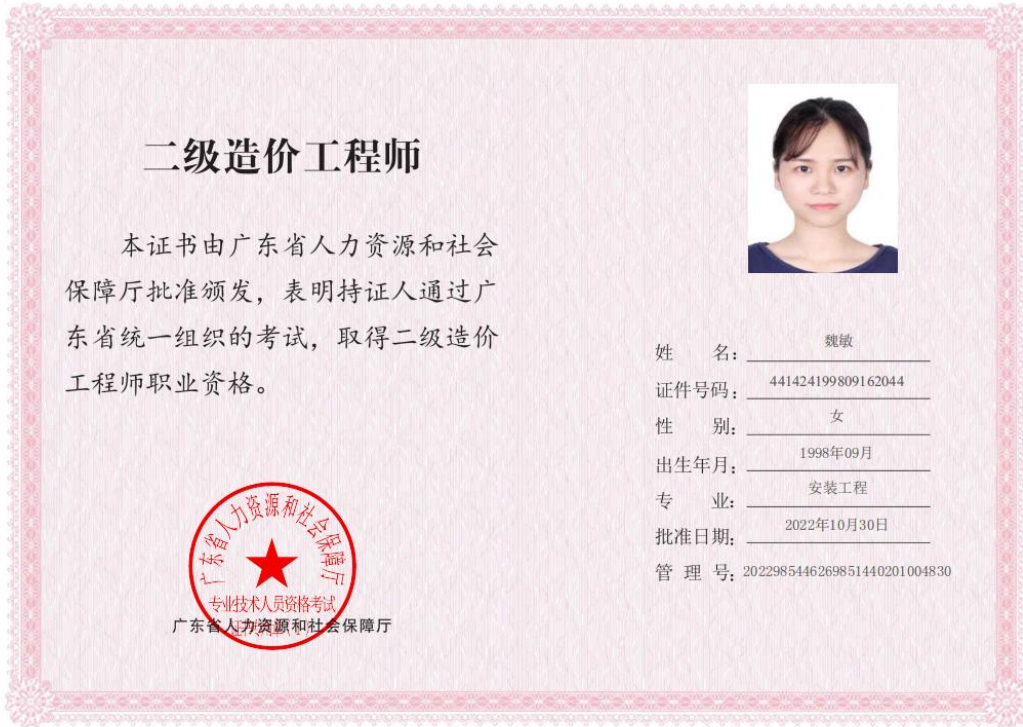 二级造价工程师
本证书由广东省人力资源和社会
保障厅批准颁发，表明持证人通过广
东省统一组织的考试，取得二级造价
工程师职业资格。
姓 名：魏敏
证件号码：441424199809162044
性 别：女
出生年月：1998年09月
专 业：安装工程
批准日期：2022年10月30日
管 理 号：2022985446269851440201004830
广东省人力资源和社会保障厅
专业技术人员资格考试
广东省人力资源和社会保障厅